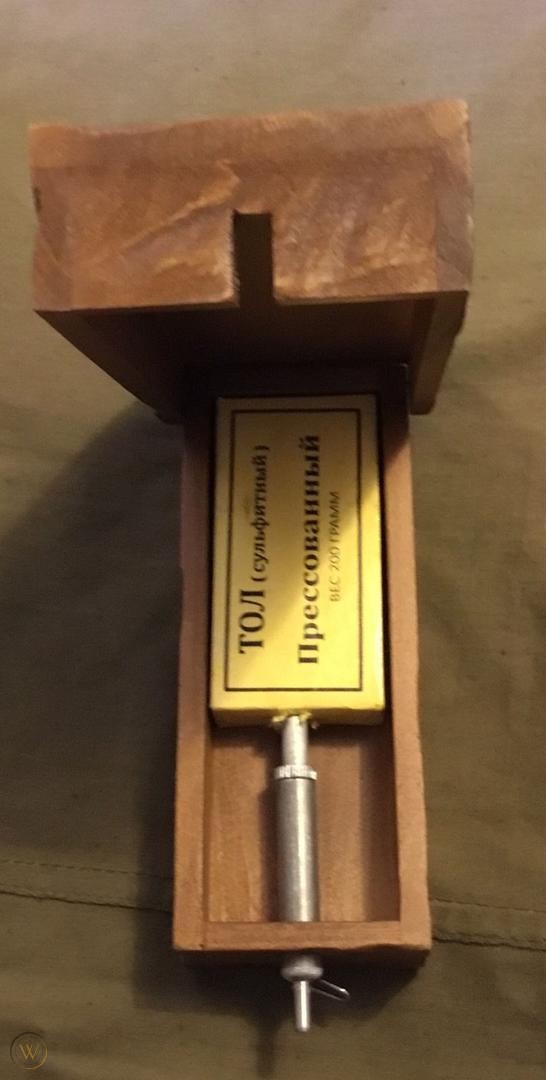 ТОЛ (сульфитный)
Прессованный
ВЕС 200 ГРАММ
W